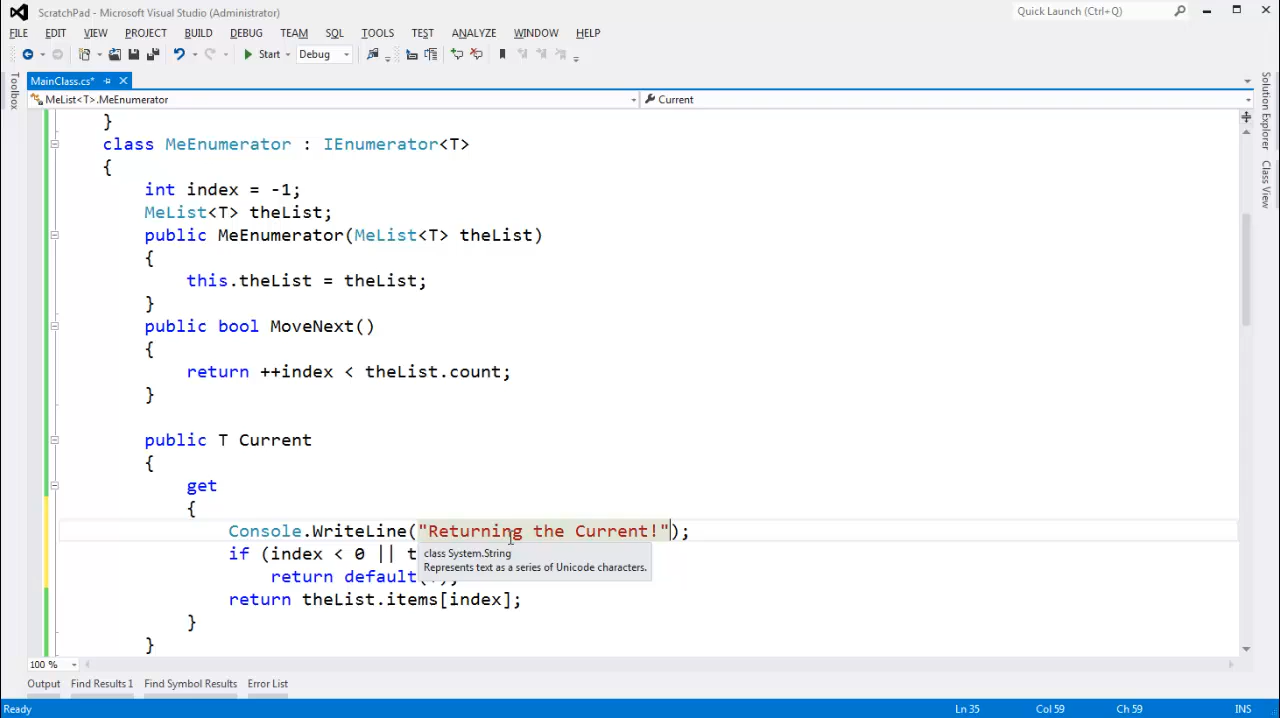 ScratchPad - Microsoft Visual Studio (Administrator)
Quick Launch (Ctrl+Q)
FILE EDIT VIEW PROJECT BUILD DEBUG TEAM SQL TOOLS TEST ANALYZE WINDOW HELP
Start Debug
MainClass.cs*
MeList<T>.MeEnumerator Current
Toolbox
Solution Explorer
Class View
}
class MeEnumerator : IEnumerator<T>
{
int index = -1;
MeList<T> theList;
public MeEnumerator(MeList<T> theList)
{
this.theList = theList;
}
public bool MoveNext()
{
return ++index < theList.count;
}
public T Current
{
get
{
Console.WriteLine("Returning the Current!");
if (index < 0 || t
class System.String
Represents text as a series of Unicode characters.
return default(
return theList.items[index];
}
}
100 %
Output Find Results 1 Find Symbol Results Error List
Ready Ln 35 Col 59 Ch 59 INS